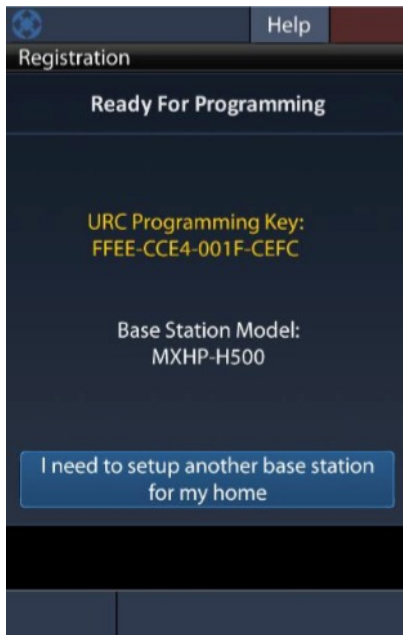 Help
Registration
Ready For Programming
URC Programming Key:
FFEE-CCE4-001F-CEFC
Base Station Model:
MXHP-H500
I need to setup another base station
for my home